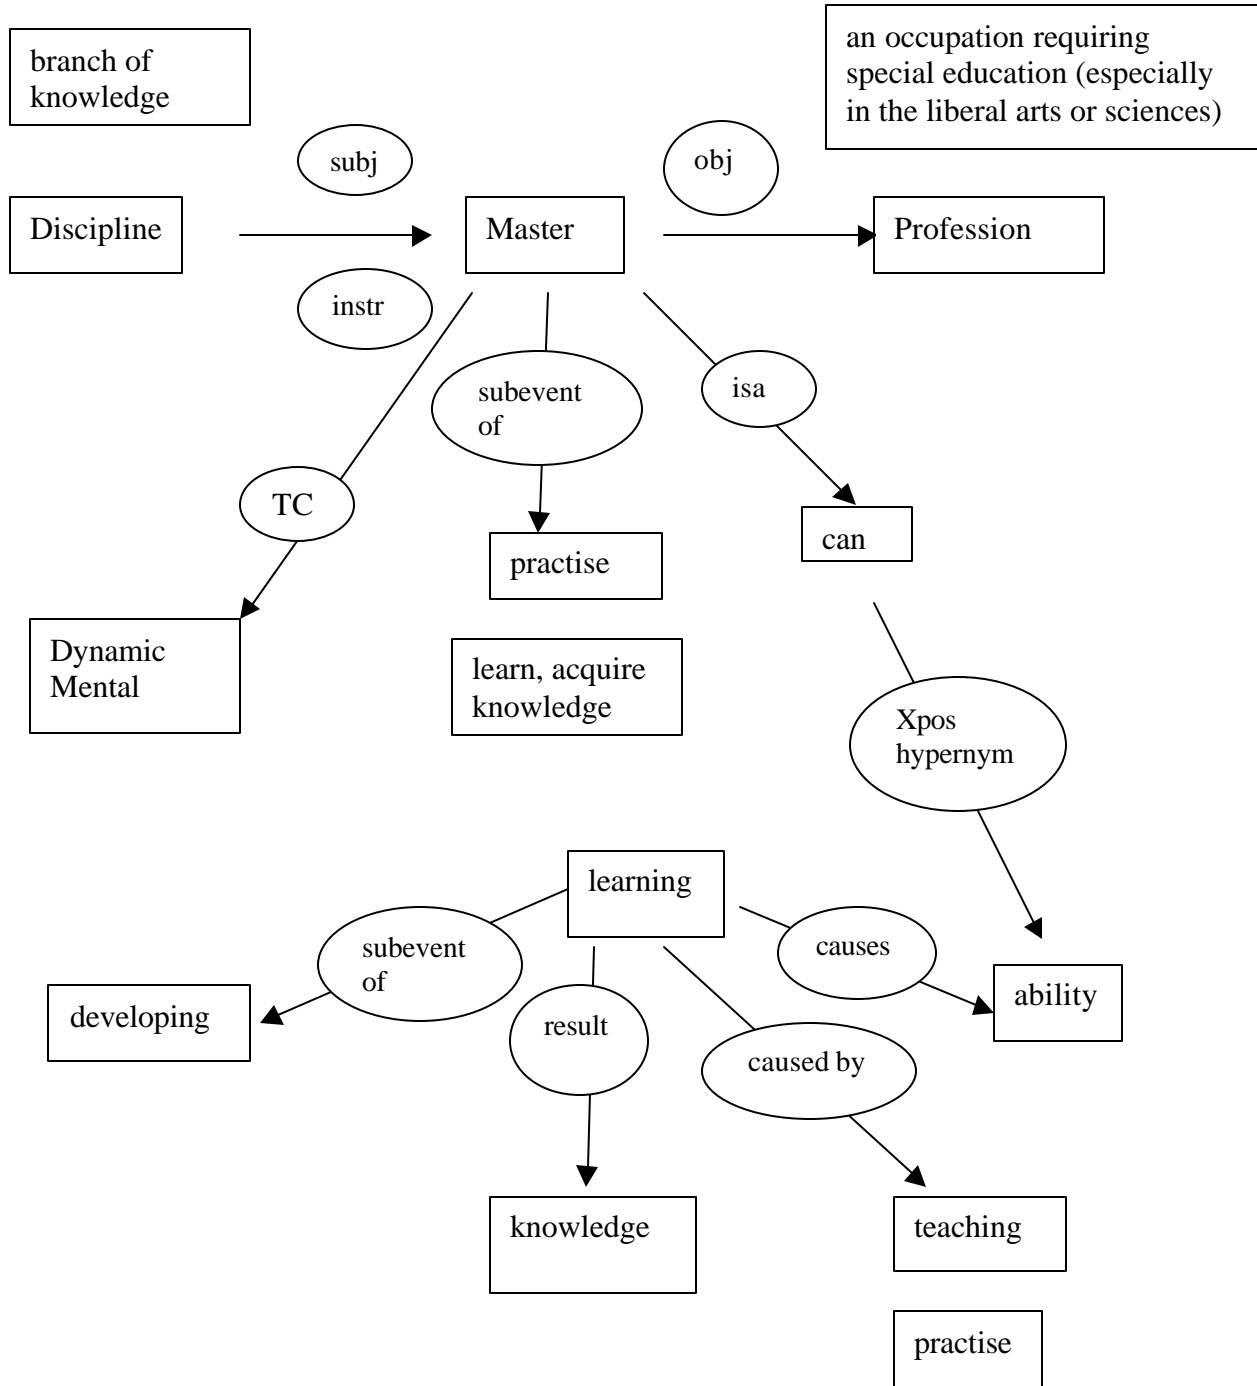 branch of
knowledge
an occupation requiring
special education (especially
in the liberal arts or sciences)
subj
obj
Discipline
Master
Profession
instr
subevent
of
isa
TC
can
practise
Dynamic
Mental
learn, acquire
knowledge
Xpos
hypernym
learning
subevent
of
causes
developing
result
ability
caused by
knowledge
teaching
practise